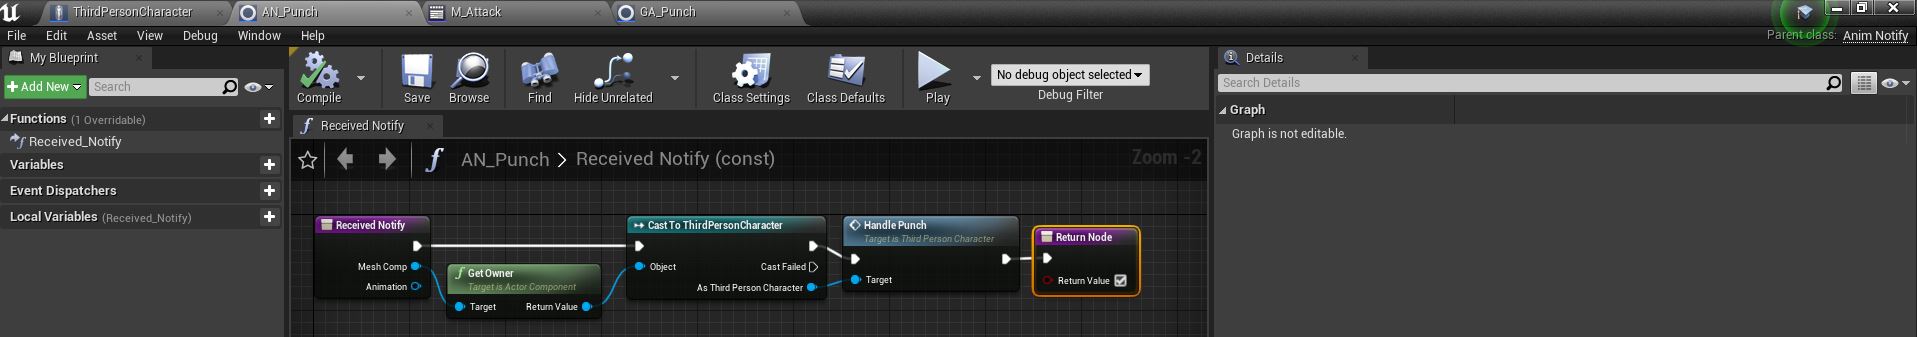 ThirdPersonCharacter
AN_Punch
M_Attack
GA_Punch
File Edit Asset View Debug Window Help
Parent class: Anim Notify
My Blueprint
Add New
Search
Functions (1 Overridable)
Received_Notify
Variables
Event Dispatchers
Local Variables (Received_Notify)
Compile
Save
Browse
Find
Hide Unrelated
Class Settings
Class Defaults
Play
No debug object selected
Debug Filter
Received Notify
AN_Punch > Received Notify (const)
Zoom -2
Received Notify
Mesh Comp
Animation
Get Owner
Target is Actor Component
Target
Return Value
Cast To ThirdPersonCharacter
Object
Cast Failed
As Third Person Character
Handle Punch
Target is Third Person Character
Target
Return Node
Return Value
Details
Search Details
Graph
Graph is not editable.